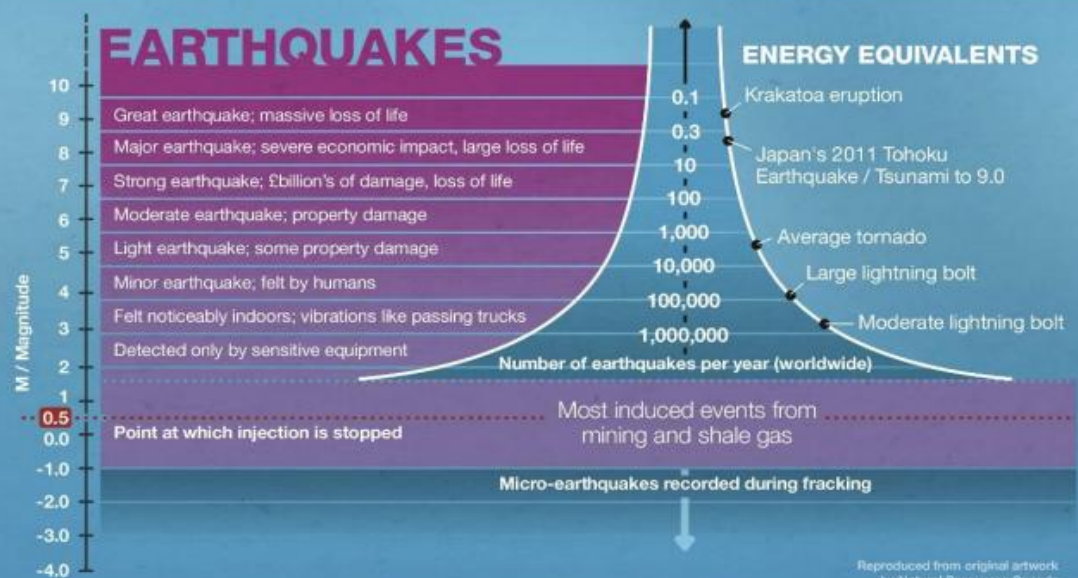 EARTHQUAKES
ENERGY EQUIVALENTS
M / Magnitude
10
9
8
7
6
5
4
3
2
1
0.5
0.0
-1.0
-2.0
-3.0
-4.0
Great earthquake; massive loss of life
Major earthquake; severe economic impact, large loss of life
Strong earthquake; £billion's of damage, loss of life
Moderate earthquake; property damage
Light earthquake; some property damage
Minor earthquake; felt by humans
Felt noticeably indoors; vibrations like passing trucks
Detected only by sensitive equipment
0.1
0.3
10
100
1,000
10,000
100,000
1,000,000
Number of earthquakes per year (worldwide)
Krakatoa eruption
Japan's 2011 Tohoku
Earthquake / Tsunami to 9.0
Average tornado
Large lightning bolt
Moderate lightning bolt
Most induced events from
mining and shale gas
Point at which injection is stopped
Micro-earthquakes recorded during fracking
Reproduced from original artwork